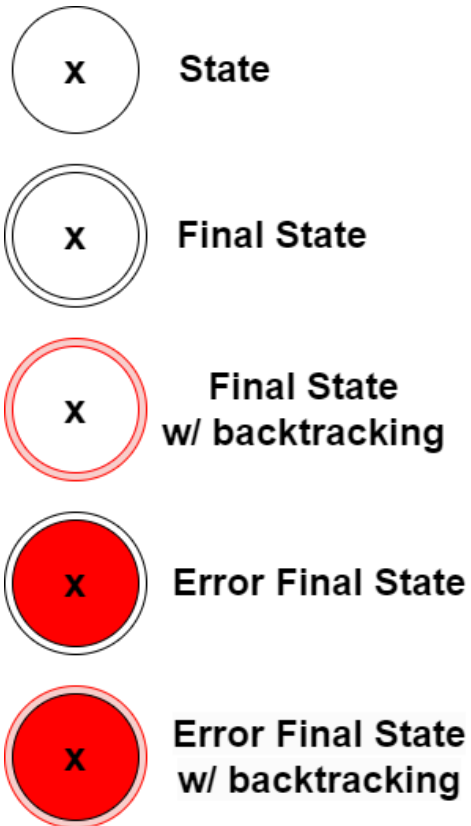 x State
x Final State
x Final State
w/ backtracking
x Error Final State
x Error Final State
w/ backtracking